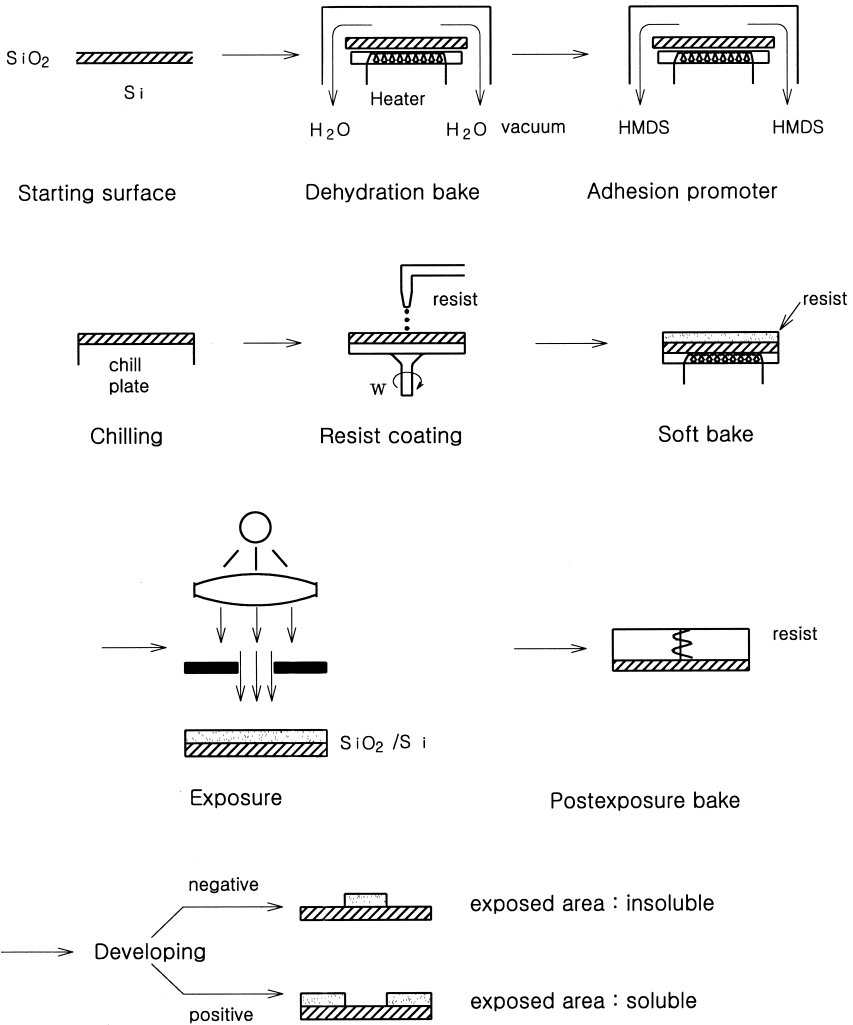 SiO₂
Si
Heater
H₂O
H₂O
vacuum
HMDS
HMDS
Starting surface
Dehydration bake
Adhesion promoter
resist
resist
chill
plate
W
Chilling
Resist coating
Soft bake
resist
SiO₂ /Si
Exposure
Postexposure bake
negative
exposed area : insoluble
Developing
positive
exposed area : soluble